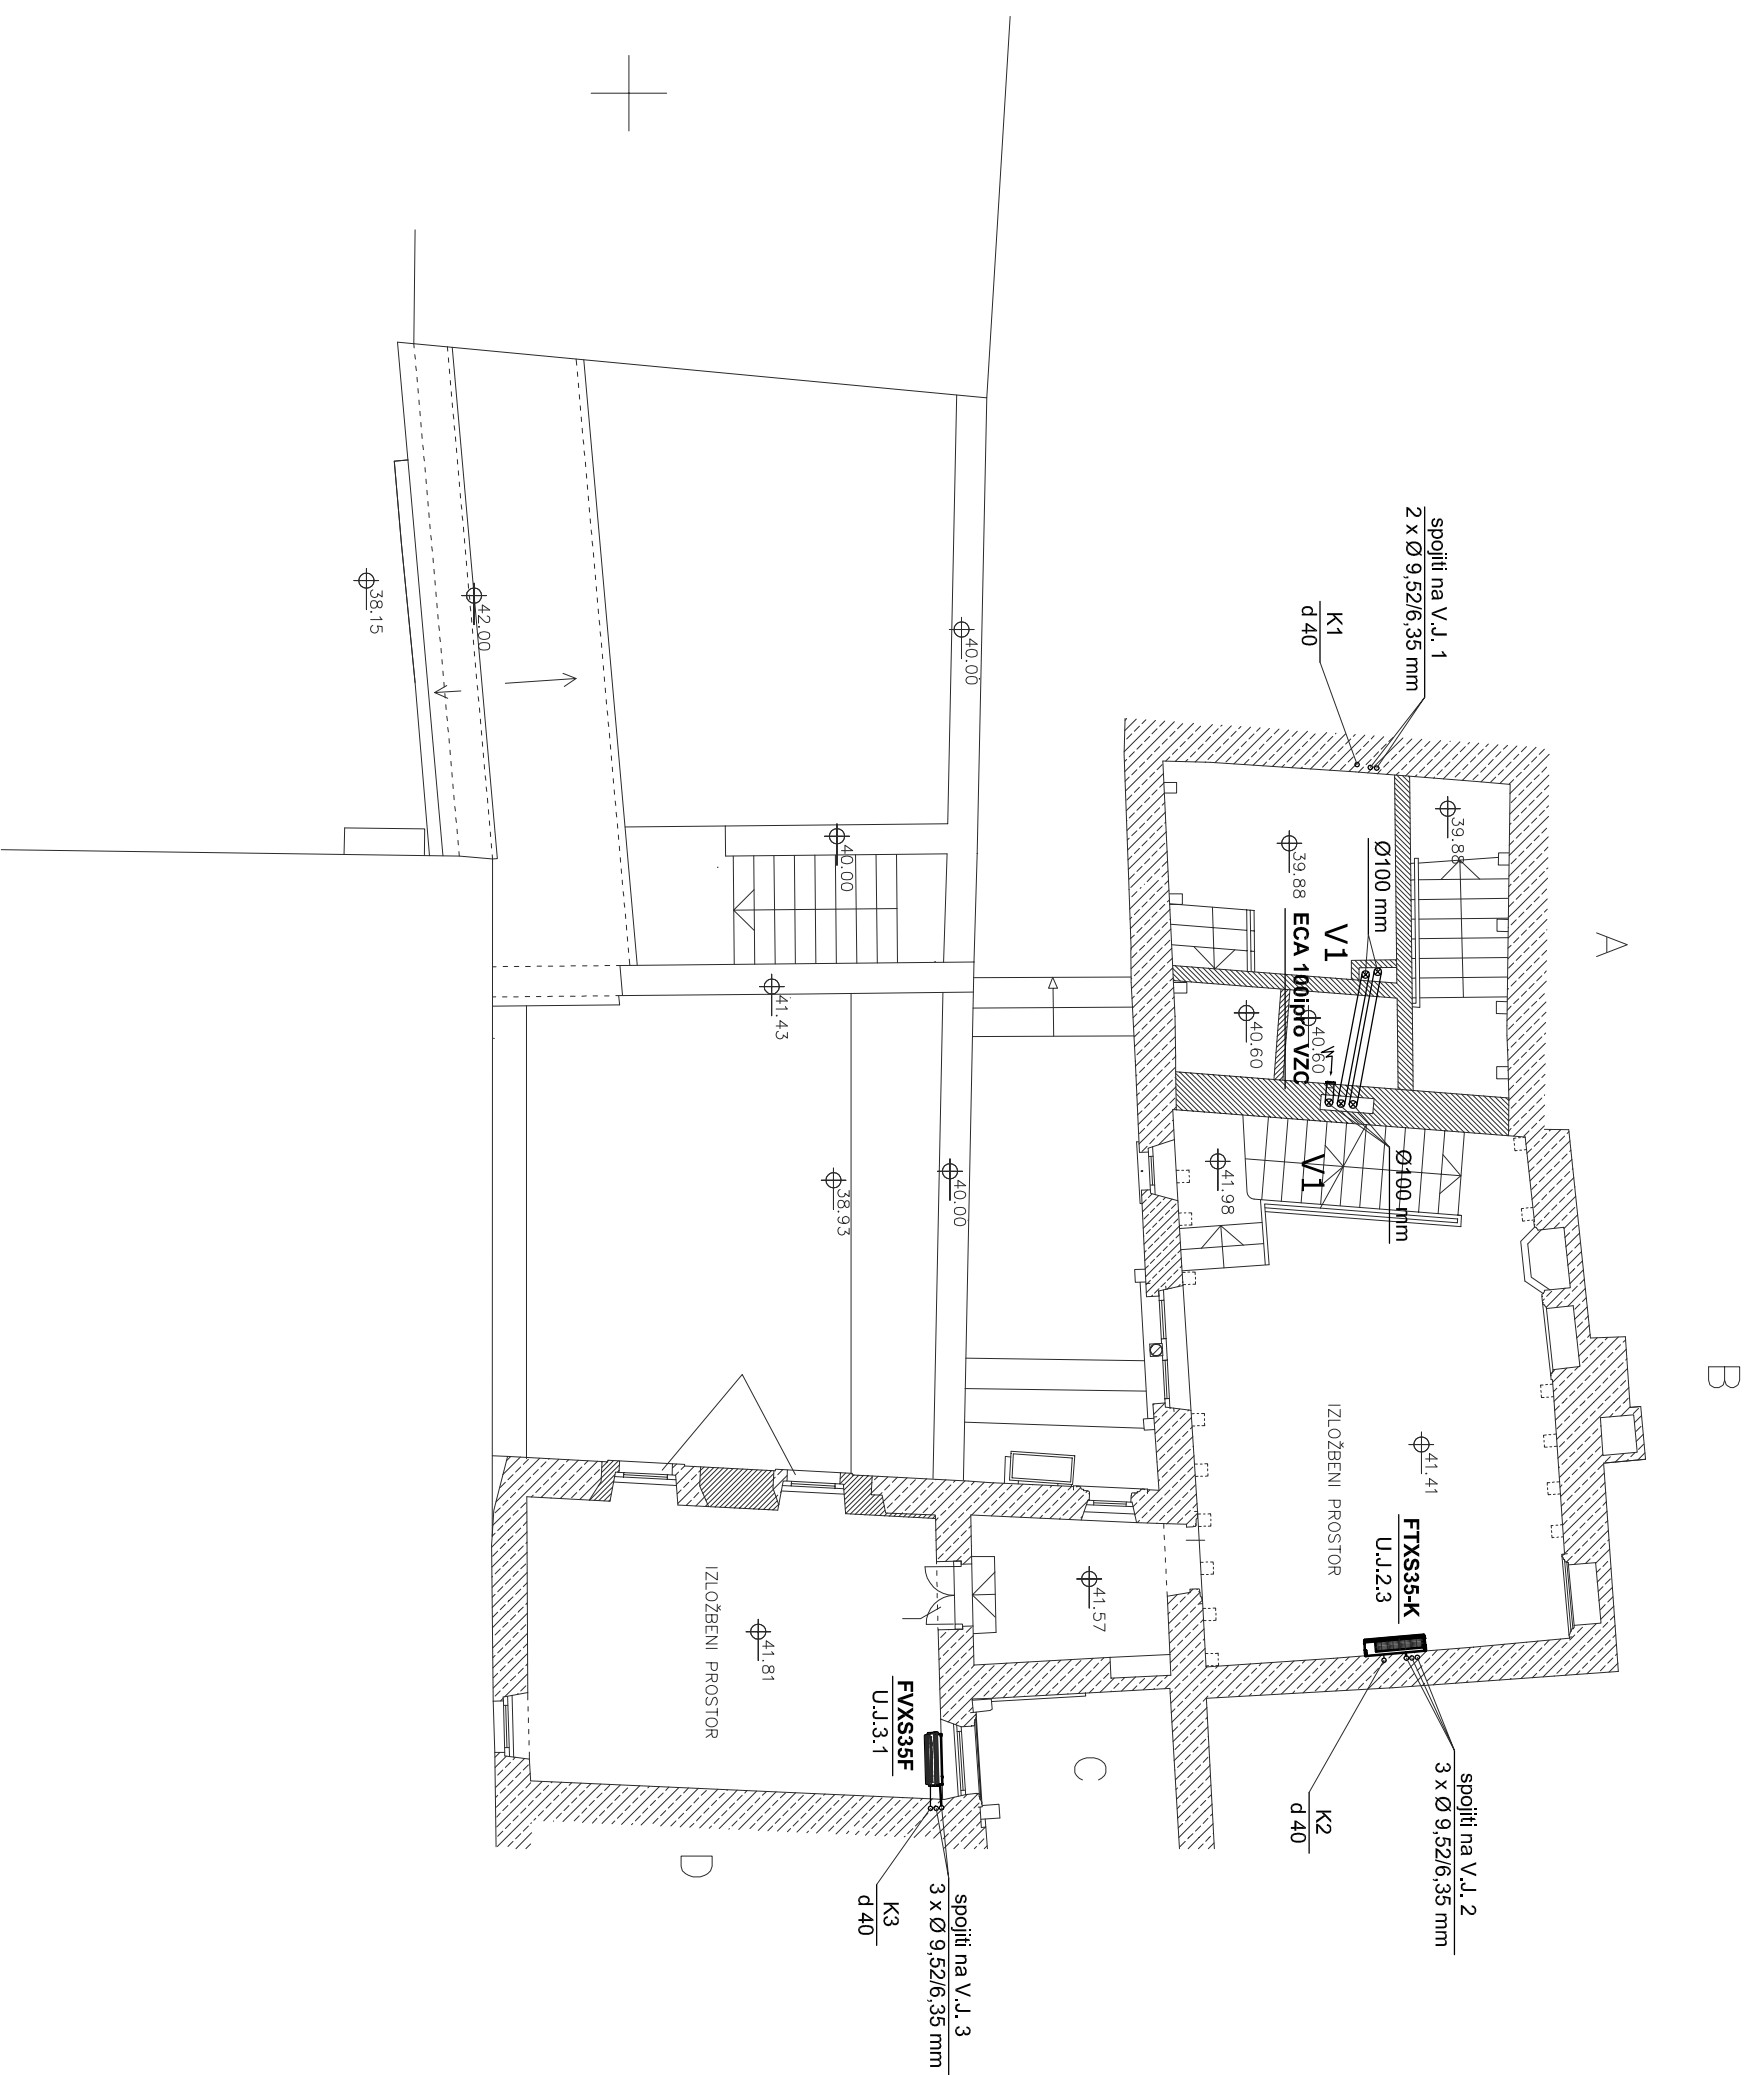 spojiti na V.J. 1
2 x Ø 9,52/6,35 mm
K1
d 40
39.88
39.88
Ø100 mm
V1
ECA 100ipro VZC
40.60
40.60
Ø100 mm
V1
41.98
A
B
IZLOŽBENI PROSTOR
41.41
FTXS35-K
U.J.2.3
spojiti na V.J. 2
3 x Ø 9,52/6,35 mm
K2
d 40
C
41.57
IZLOŽBENI PROSTOR
41.81
FVXS35F
U.J.3.1
spojiti na V.J. 3
3 x Ø 9,52/6,35 mm
K3
d 40
D
40.00
38.93
41.43
40.00
40.00
42.00
38.15